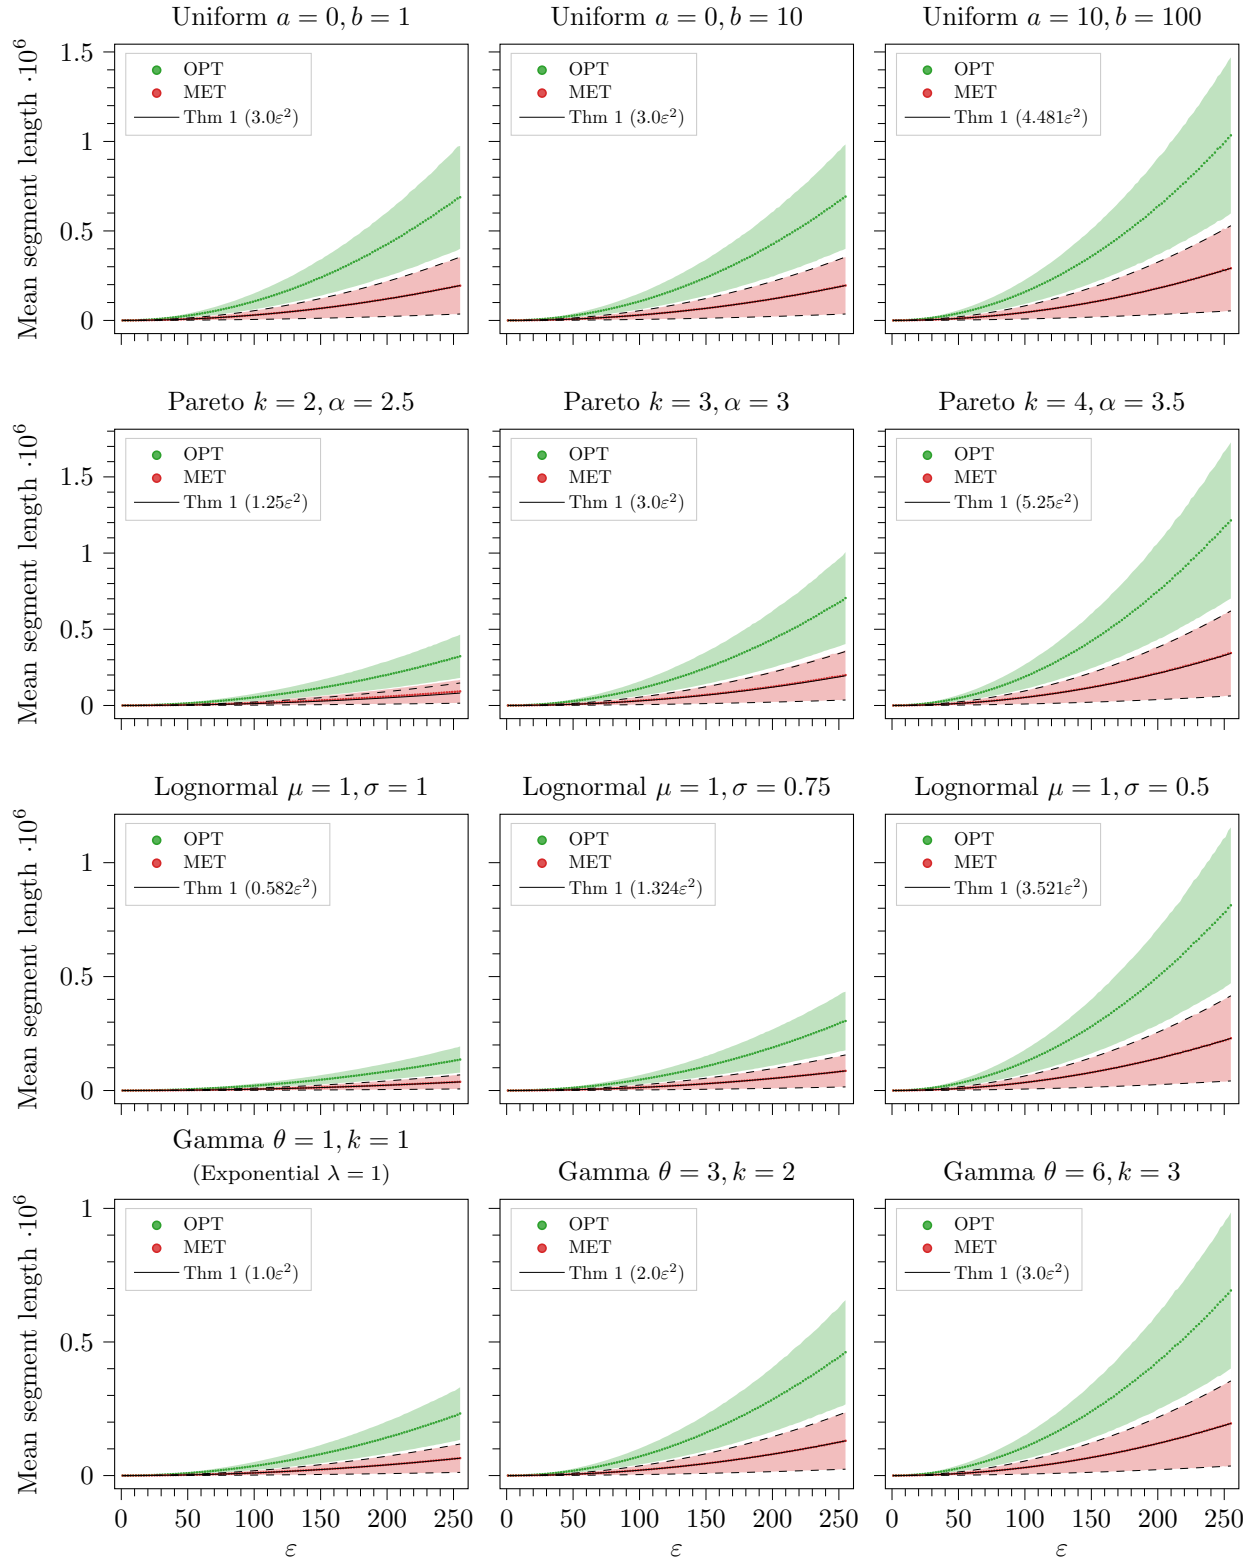 Uniform a = 0, b = 1
Uniform a = 0, b = 10
Uniform a = 10, b = 100
Mean segment length ·10⁶
1.5
1
0.5
0
OPT
MET
Thm 1 (3.0ε²)
OPT
MET
Thm 1 (3.0ε²)
OPT
MET
Thm 1 (4.481ε²)
Pareto k = 2, α = 2.5
Pareto k = 3, α = 3
Pareto k = 4, α = 3.5
Mean segment length ·10⁶
1.5
1
0.5
0
OPT
MET
Thm 1 (1.25ε²)
OPT
MET
Thm 1 (3.0ε²)
OPT
MET
Thm 1 (5.25ε²)
Lognormal μ = 1, σ = 1
Lognormal μ = 1, σ = 0.75
Lognormal μ = 1, σ = 0.5
Mean segment length ·10⁶
1
0.5
0
OPT
MET
Thm 1 (0.582ε²)
OPT
MET
Thm 1 (1.324ε²)
OPT
MET
Thm 1 (3.521ε²)
Gamma θ = 1, k = 1
(Exponential λ = 1)
Gamma θ = 3, k = 2
Gamma θ = 6, k = 3
Mean segment length ·10⁶
1
0.5
0
OPT
MET
Thm 1 (1.0ε²)
OPT
MET
Thm 1 (2.0ε²)
OPT
MET
Thm 1 (3.0ε²)
0 50 100 150 200 250
0 50 100 150 200 250
0 50 100 150 200 250
ε
ε
ε